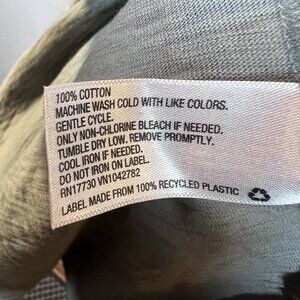 100% COTTON
MACHINE WASH COLD WITH LIKE COLORS.
GENTLE CYCLE.
ONLY NON-CHLORINE BLEACH IF NEEDED.
TUMBLE DRY LOW. REMOVE PROMPTLY.
COOL IRON IF NEEDED.
DO NOT IRON ON LABEL.
RN17730 VN1042782
LABEL MADE FROM 100% RECYCLED PLASTIC